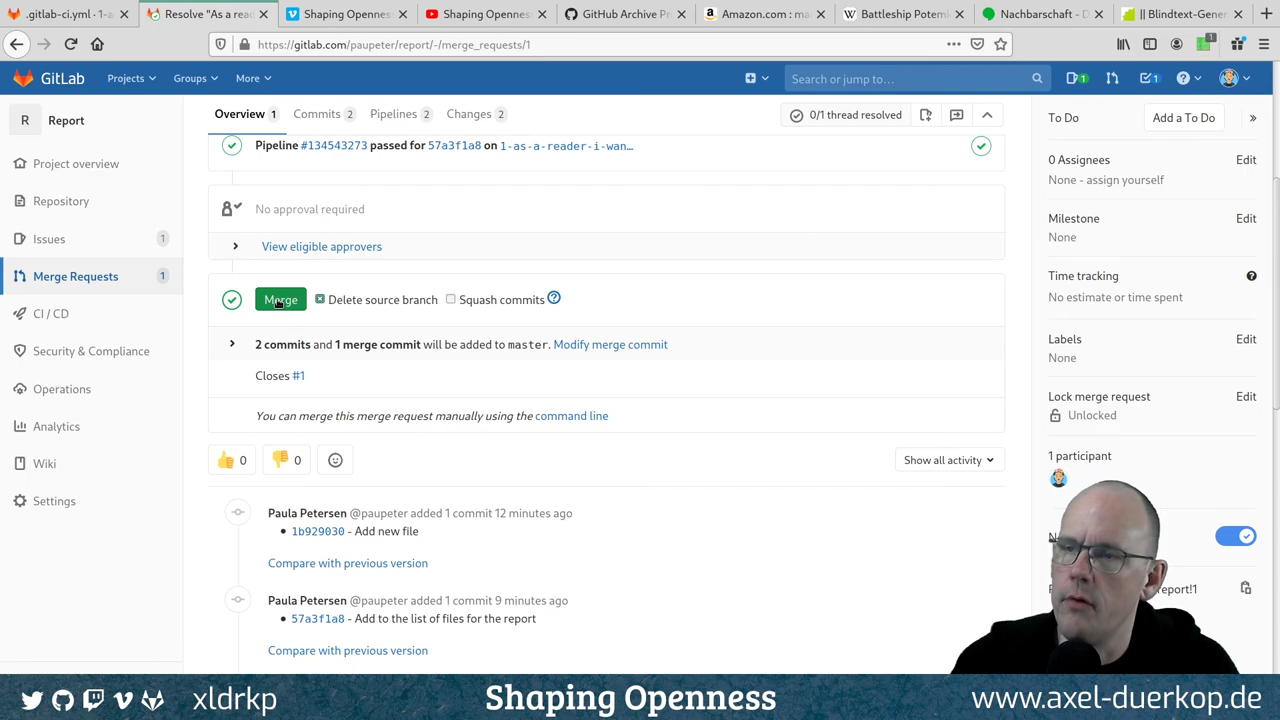 .gitlab-ci.yml · 1-a
Resolve "As a read
Shaping Openness
Shaping Openness
GitHub Archive Pr
Amazon.com : ma
Battleship Potemk
Nachbarschaft - D
|| Blindtext-Gener
https://gitlab.com/paupeter/report/-/merge_requests/1
1
GitLab Projects Groups More Search or jump to... 1 1
R Report
Project overview
Repository
Issues 1
Merge Requests 1
CI / CD
Security & Compliance
Operations
Analytics
Wiki
Settings
Overview 1 Commits 2 Pipelines 2 Changes 2 0/1 thread resolved
Pipeline #134543273 passed for 57a3f1a8 on 1-as-a-reader-i-wan…
No approval required
View eligible approvers
Merge Delete source branch Squash commits
2 commits and 1 merge commit will be added to master. Modify merge commit
Closes #1
You can merge this merge request manually using the command line
👍 0 👎 0 Show all activity
Paula Petersen @paupeter added 1 commit 12 minutes ago
• 1b929030 - Add new file
Compare with previous version
Paula Petersen @paupeter added 1 commit 9 minutes ago
• 57a3f1a8 - Add to the list of files for the report
Compare with previous version
To Do Add a To Do
0 Assignees Edit
None - assign yourself
Milestone Edit
None
Time tracking
No estimate or time spent
Labels Edit
None
Lock merge request Edit
Unlocked
1 participant
report!1
xldrkp Shaping Openness www.axel-duerkop.de